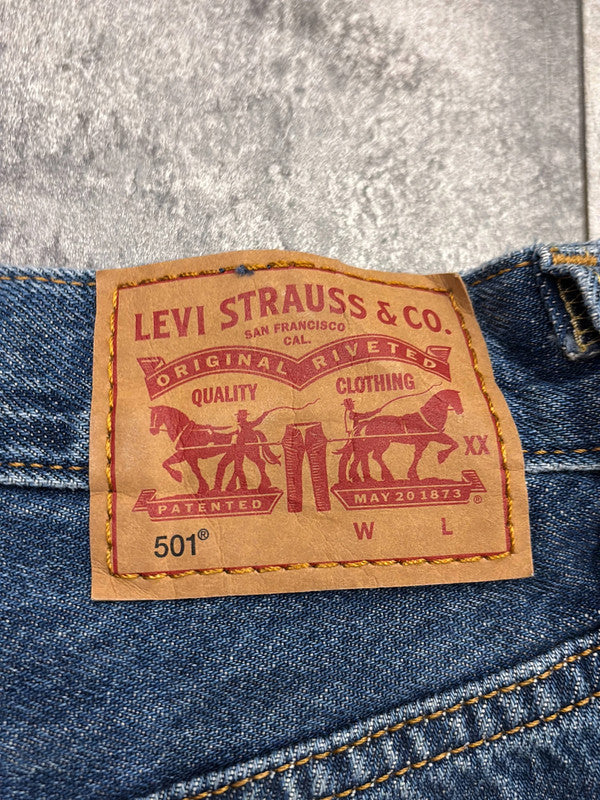 LEVI STRAUSS & CO.
SAN FRANCISCO
CAL.
ORIGINAL RIVETED
QUALITY CLOTHING
XX
PATENTED MAY 20 1873 ®
501® W L